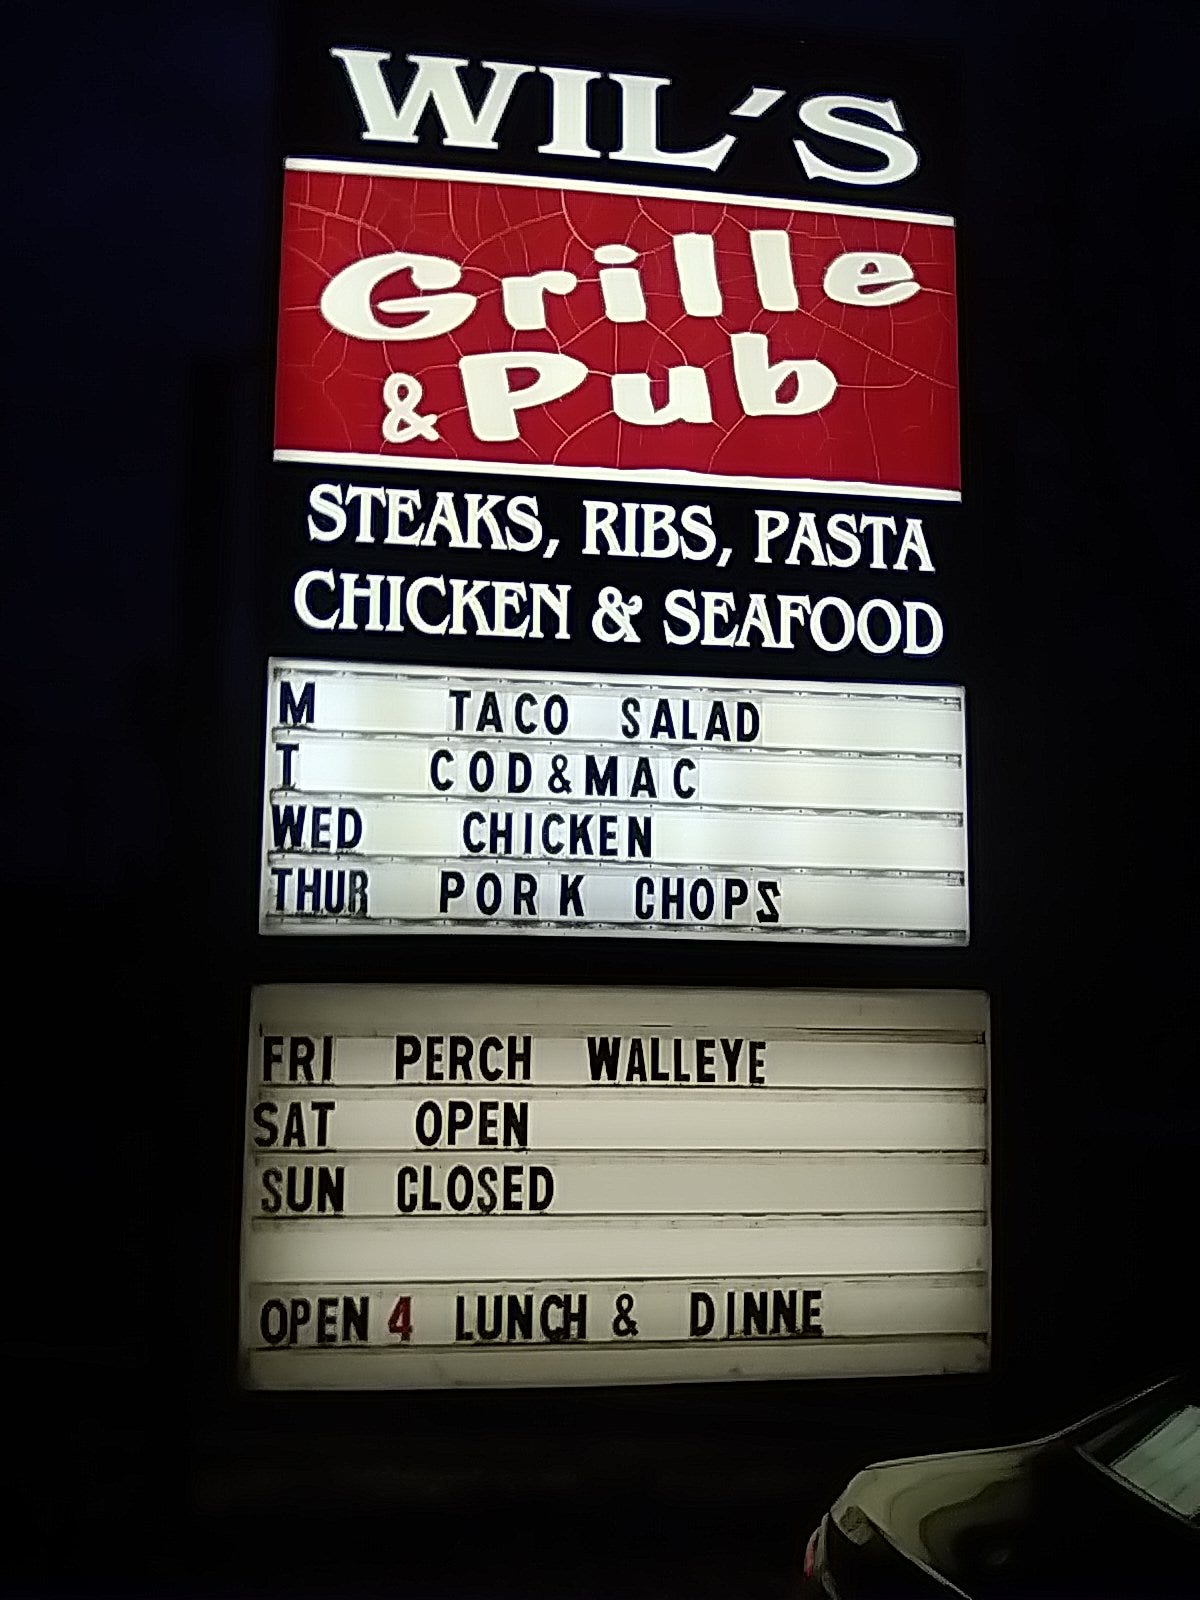 WIL'S
Grille
& Pub
STEAKS, RIBS, PASTA
CHICKEN & SEAFOOD
M TACO SALAD
T COD&MAC
WED CHICKEN
THUR PORK CHOPS
FRI PERCH WALLEYE
SAT OPEN
SUN CLOSED
OPEN 4 LUNCH & DINNE